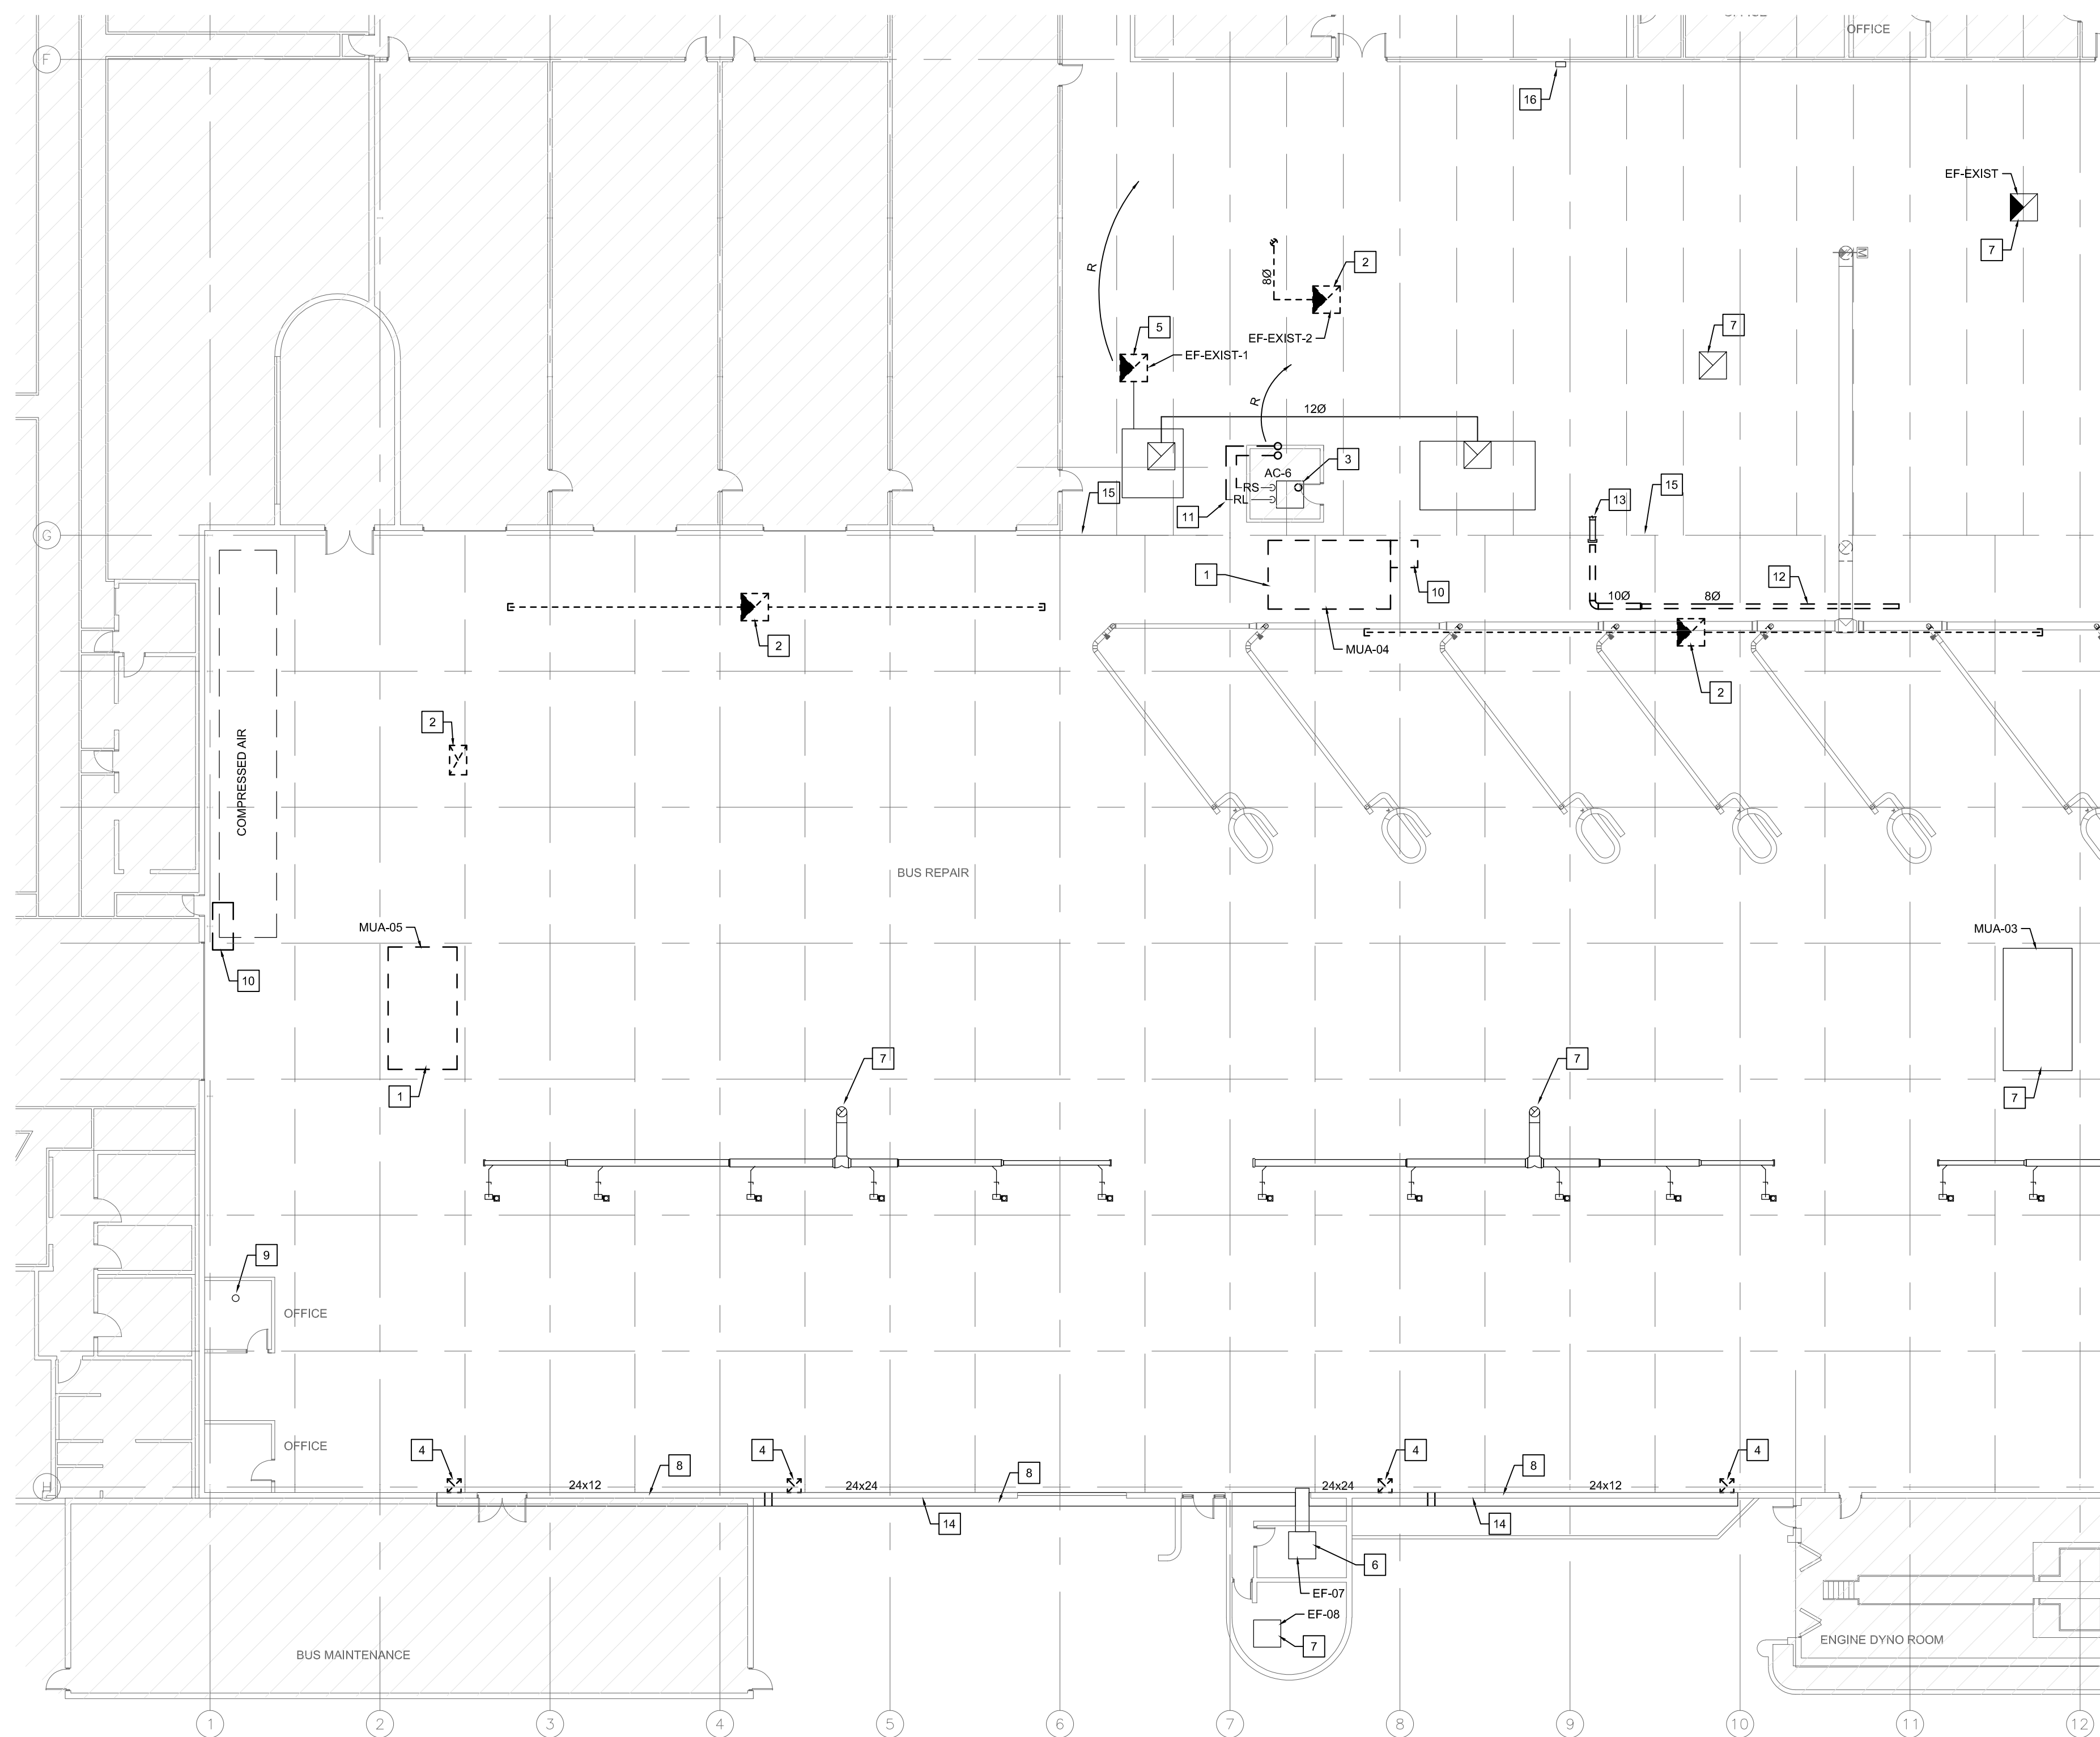 OFFICE
OFFICE
F
16
EF-EXIST
7
R
8Ø
2
EF-EXIST-2
5
EF-EXIST-1
7
R
12Ø
AC-6
3
RS
RL
11
15
13
15
G
1
10
MUA-04
10Ø
8Ø
12
2
2
2
COMPRESSED AIR
BUS REPAIR
MUA-05
10
1
MUA-03
7
7
7
9
OFFICE
OFFICE
H
4
24x12
8
4
24x24
8
14
24x24
4
8
14
24x12
4
6
EF-07
EF-08
7
BUS MAINTENANCE
ENGINE DYNO ROOM
1
2
3
4
5
6
7
8
9
10
11
12